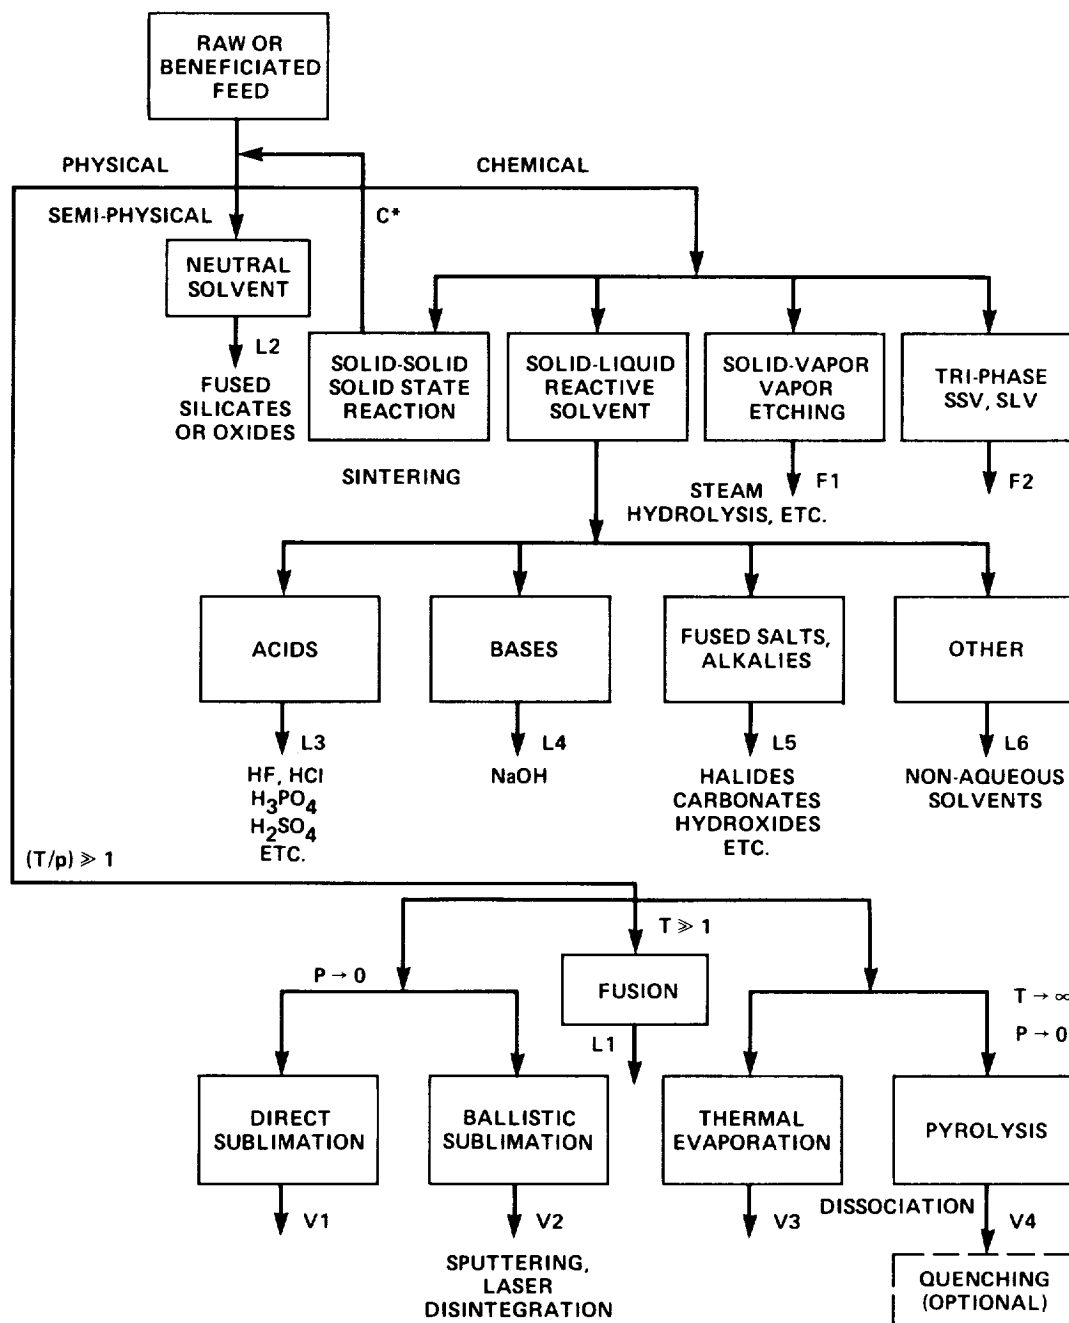 RAW OR
BENEFICIATED
FEED
PHYSICAL
CHEMICAL
SEMI-PHYSICAL
C*
NEUTRAL
SOLVENT
L2
FUSED
SILICATES
OR OXIDES
SOLID-SOLID
SOLID STATE
REACTION
SOLID-LIQUID
REACTIVE
SOLVENT
SOLID-VAPOR
VAPOR
ETCHING
TRI-PHASE
SSV, SLV
SINTERING
STEAM
HYDROLYSIS, ETC.
F1
F2
ACIDS
BASES
FUSED SALTS,
ALKALIES
OTHER
L3
HF, HCl
H3PO4
H2SO4
ETC.
L4
NaOH
L5
HALIDES
CARBONATES
HYDROXIDES
ETC.
L6
NON-AQUEOUS
SOLVENTS
(T/p) ⩾ 1
T ⩾ 1
P → 0
FUSION
L1
T → ∞
P → 0
DIRECT
SUBLIMATION
BALLISTIC
SUBLIMATION
THERMAL
EVAPORATION
PYROLYSIS
V1
V2
SPUTTERING,
LASER
DISINTEGRATION
V3
DISSOCIATION
V4
QUENCHING
(OPTIONAL)